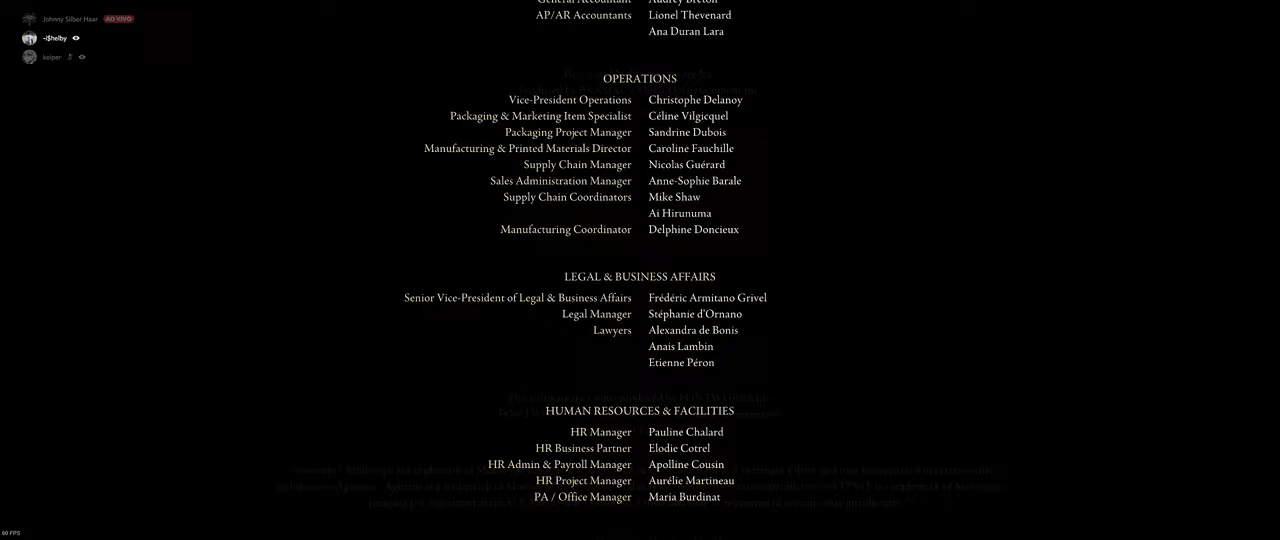 Johnny Silber Haar AO VIVO
-i$helby
keiper
General Accountant Audrey Breton
AP/AR Accountants Lionel Thevenard
Ana Duran Lara
OPERATIONS
Vice-President Operations Christophe Delanoy
Packaging & Marketing Item Specialist Céline Vilgicquel
Packaging Project Manager Sandrine Dubois
Manufacturing & Printed Materials Director Caroline Fauchille
Supply Chain Manager Nicolas Guérard
Sales Administration Manager Anne-Sophie Barale
Supply Chain Coordinators Mike Shaw
Ai Hirunuma
Manufacturing Coordinator Delphine Doncieux
LEGAL & BUSINESS AFFAIRS
Senior Vice-President of Legal & Business Affairs Frédéric Armitano Grivel
Legal Manager Stéphanie d'Ornano
Lawyers Alexandra de Bonis
Anais Lambin
Etienne Péron
HUMAN RESOURCES & FACILITIES
HR Manager Pauline Chalard
HR Business Partner Elodie Cotrel
HR Admin & Payroll Manager Apolline Cousin
HR Project Manager Aurélie Martineau
PA / Office Manager Maria Burdinat
60 FPS